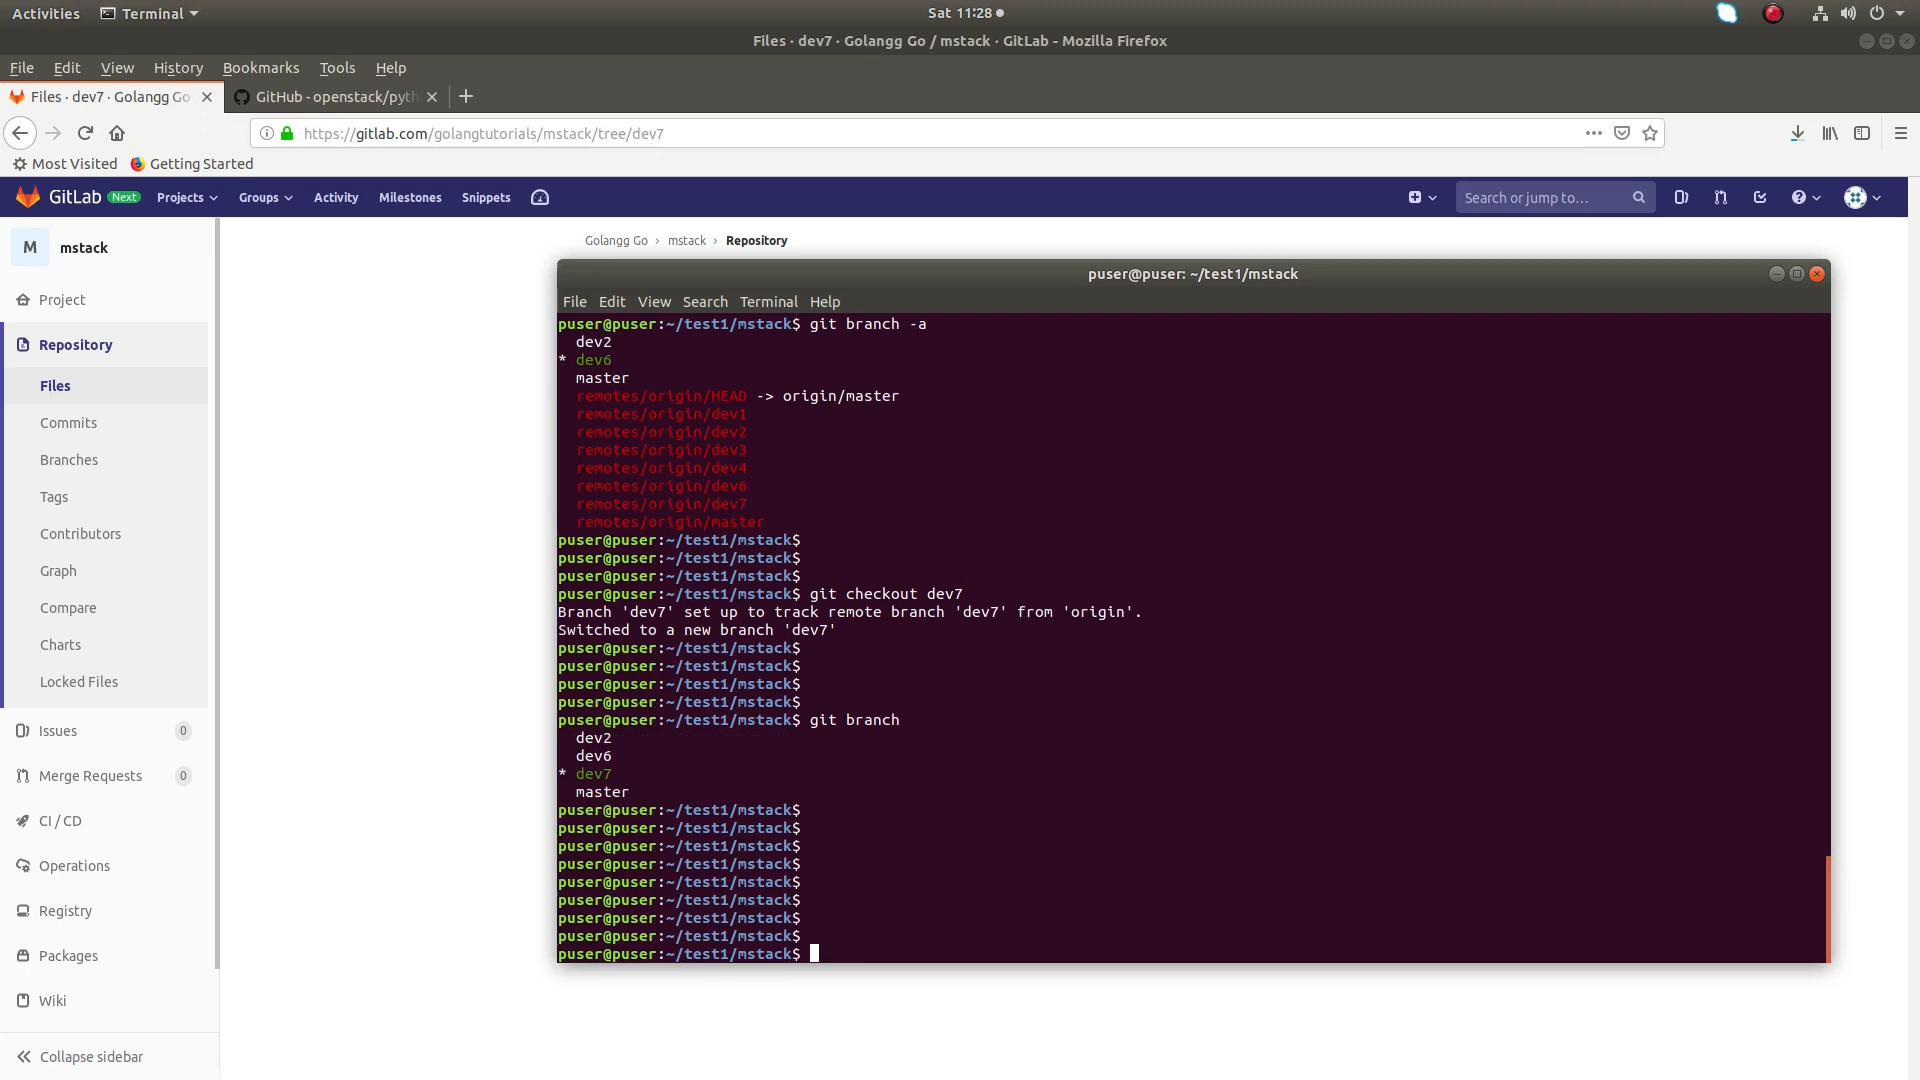 Activities Terminal Sat 11:28
Files · dev7 · Golangg Go / mstack · GitLab - Mozilla Firefox
File Edit View History Bookmarks Tools Help
Files · dev7 · Golangg Go GitHub - openstack/pyth
https://gitlab.com/golangtutorials/mstack/tree/dev7
Most Visited Getting Started
GitLab Next Projects Groups Activity Milestones Snippets Search or jump to…
M mstack
Golangg Go › mstack › Repository
Project
Repository
Files
Commits
Branches
Tags
Contributors
Graph
Compare
Charts
Locked Files
Issues 0
Merge Requests 0
CI / CD
Operations
Registry
Packages
Wiki
Collapse sidebar
puser@puser: ~/test1/mstack
File Edit View Search Terminal Help
puser@puser:~/test1/mstack$ git branch -a
dev2
* dev6
master
remotes/origin/HEAD -> origin/master
remotes/origin/dev1
remotes/origin/dev2
remotes/origin/dev3
remotes/origin/dev4
remotes/origin/dev6
remotes/origin/dev7
remotes/origin/master
puser@puser:~/test1/mstack$
puser@puser:~/test1/mstack$
puser@puser:~/test1/mstack$
puser@puser:~/test1/mstack$ git checkout dev7
Branch 'dev7' set up to track remote branch 'dev7' from 'origin'.
Switched to a new branch 'dev7'
puser@puser:~/test1/mstack$
puser@puser:~/test1/mstack$
puser@puser:~/test1/mstack$
puser@puser:~/test1/mstack$
puser@puser:~/test1/mstack$ git branch
dev2
dev6
* dev7
master
puser@puser:~/test1/mstack$
puser@puser:~/test1/mstack$
puser@puser:~/test1/mstack$
puser@puser:~/test1/mstack$
puser@puser:~/test1/mstack$
puser@puser:~/test1/mstack$
puser@puser:~/test1/mstack$
puser@puser:~/test1/mstack$
puser@puser:~/test1/mstack$